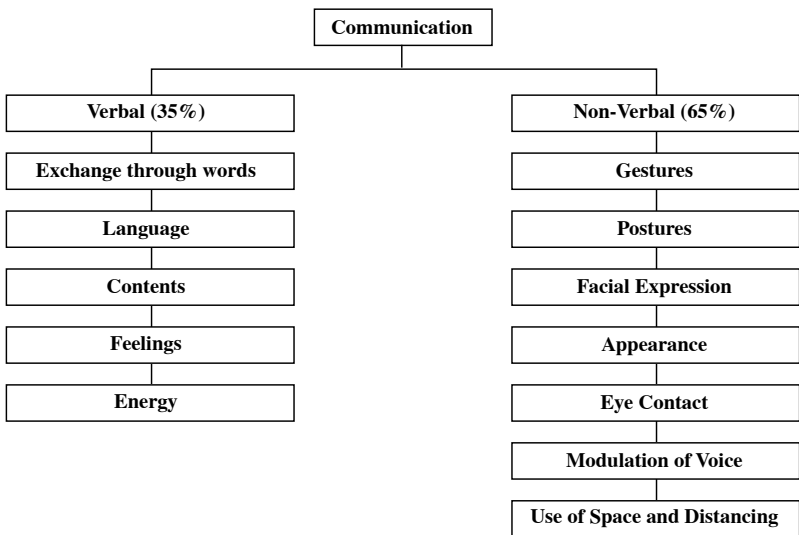 Communication
Verbal (35%)
Exchange through words
Language
Contents
Feelings
Energy
Non-Verbal (65%)
Gestures
Postures
Facial Expression
Appearance
Eye Contact
Modulation of Voice
Use of Space and Distancing